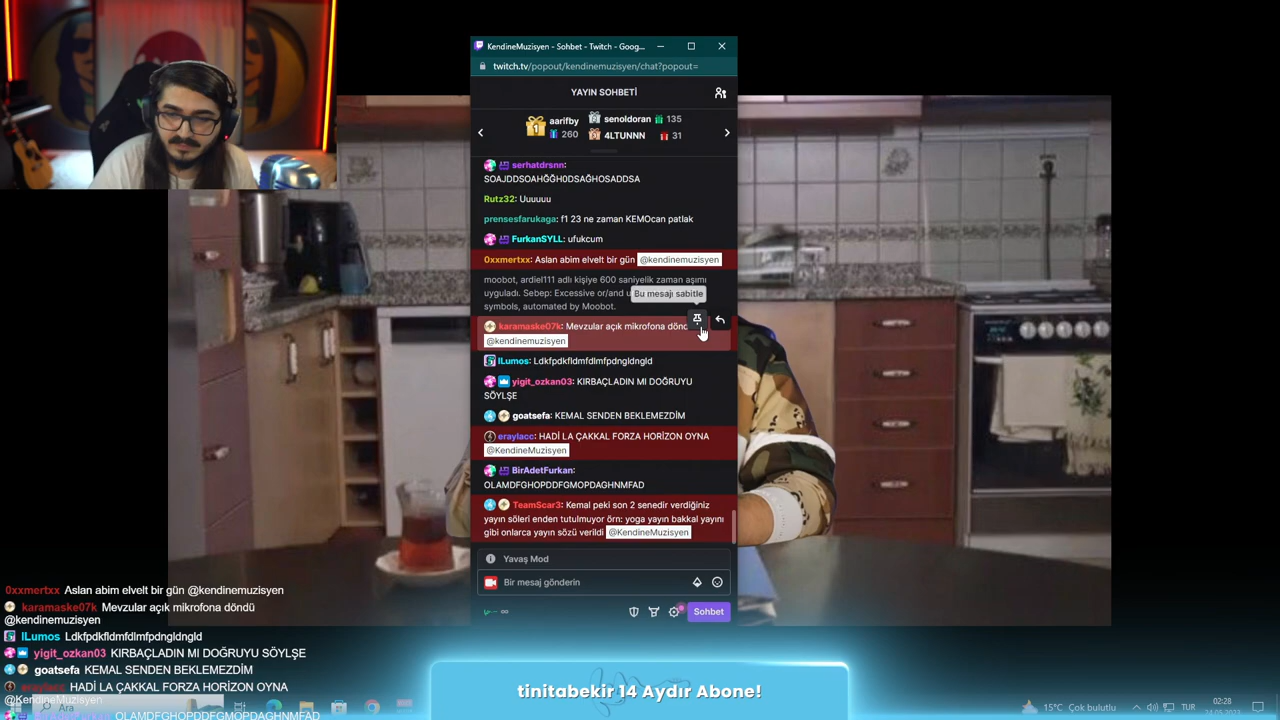 KendineMuzisyen - Sohbet - Twitch - Goog...
twitch.tv/popout/kendinemuzisyen/chat?popout=
YAYIN SOHBETİ
1
aarifby
260
senoldoran 135
4LTUNNN 31
serhatdrsnn:
SOAJDDSOAHĞĞH0DSAĞHOSADDSA
Rutz32: Uuuuuu
prensesfarukaga: f1 23 ne zaman KEMOcan patlak
FurkanSYLL: ufukcum
0xxmertxx: Aslan abim elvelt bir gün @kendinemuzisyen
moobot, ardiel111 adlı kişiye 600 saniyelik zaman aşımı
uyguladı. Sebep: Excessive or/and u
Bu mesajı sabitle
symbols, automated by Moobot.
karamaske07k: Mevzular açık mikrofona dönd
@kendinemuzisyen
lLumos: Ldkfpdkfldmfdlmfpdngldngld
yigit_ozkan03: KIRBAÇLADIN MI DOĞRUYU
SÖYLŞE
goatsefa: KEMAL SENDEN BEKLEMEZDİM
eraylacc: HADİ LA ÇAKKAL FORZA HORİZON OYNA
@KendineMuzisyen
BirAdetFurkan:
OLAMDFGHOPDDFGMOPDAGHNMFAD
TeamScar3: Kemal peki son 2 senedir verdiğiniz
yayın söleri enden tutulmuyor örn: yoga yayın bakkal yayını
gibi onlarca yayın sözü verildi @KendineMuzisyen
Yavaş Mod
Bir mesaj gönderin
Sohbet
0xxmertxx Aslan abim elvelt bir gün @kendinemuzisyen
karamaske07k Mevzular açık mikrofona döndü
@kendinemuzisyen
lLumos Ldkfpdkfldmfdlmfpdngldngld
yigit_ozkan03 KIRBAÇLADIN MI DOĞRUYU SÖYLŞE
goatsefa KEMAL SENDEN BEKLEMEZDİM
eraylacc HADİ LA ÇAKKAL FORZA HORİZON OYNA
@KendineMuzisyen
OLAMDFGHOPDDFGMOPDAGHNMFAD
tinitabekir 14 Aydır Abone!
Ara
15°C Çok bulutlu
TUR
02:28